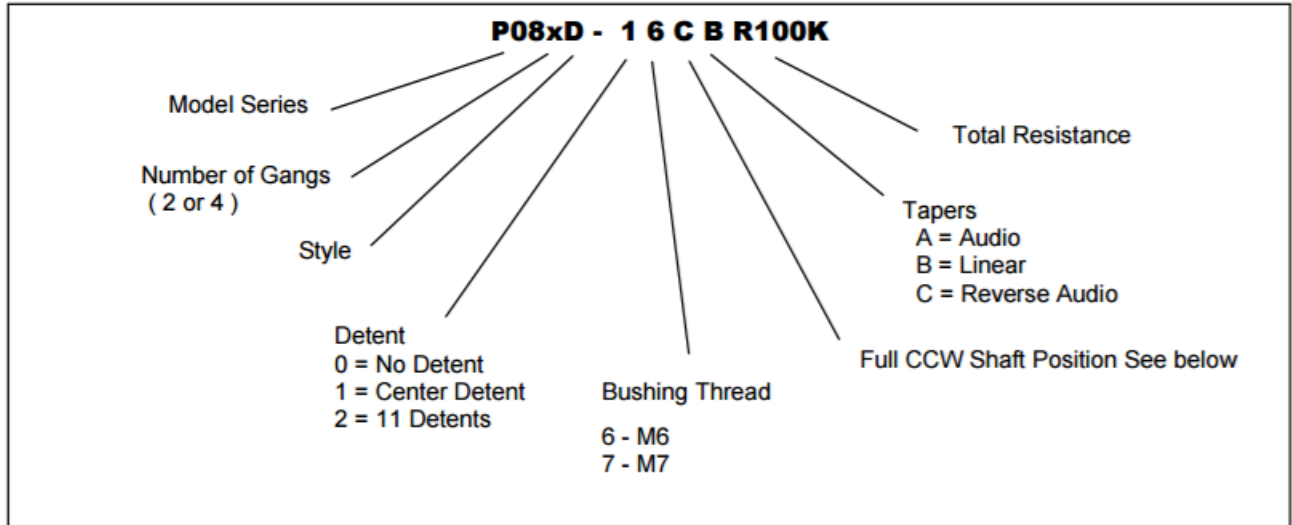 P08xD - 1 6 C B R100K
Model Series
Total Resistance
Number of Gangs
( 2 or 4 )
Tapers
A = Audio
B = Linear
C = Reverse Audio
Style
Detent
0 = No Detent
1 = Center Detent
2 = 11 Detents
Bushing Thread
6 - M6
7 - M7
Full CCW Shaft Position See below